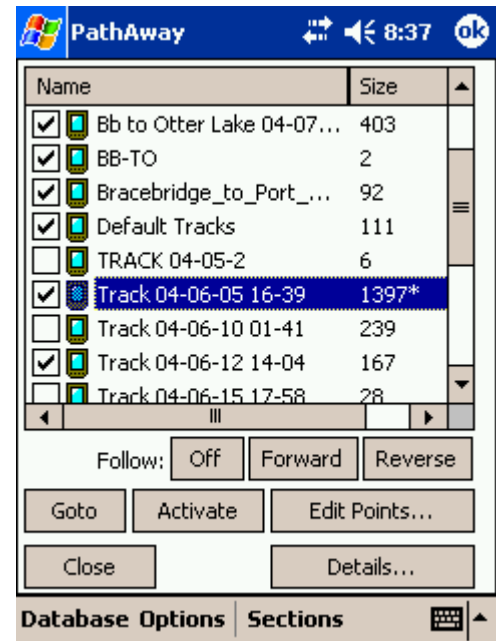 PathAway 8:37 ok
Name Size
Bb to Otter Lake 04-07... 403
BB-TO 2
Bracebridge_to_Port_... 92
Default Tracks 111
TRACK 04-05-2 6
Track 04-06-05 16-39 1397*
Track 04-06-10 01-41 239
Track 04-06-12 14-04 167
Track 04-06-15 17-58 28
Follow: Off Forward Reverse
Goto Activate Edit Points...
Close Details...
Database Options Sections